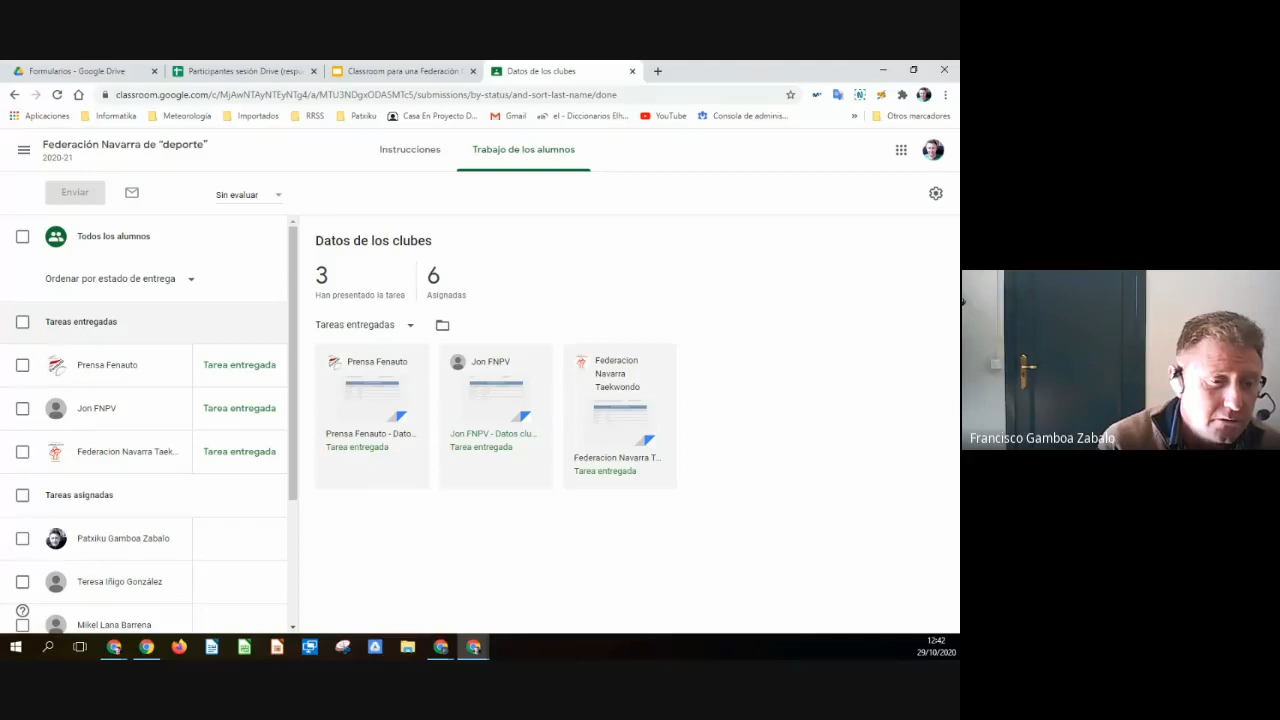 Formularios - Google Drive
Participantes sesión Drive (respu
Classroom para una Federación
Datos de los clubes
classroom.google.com/c/MjAwNTAyNTEyNTg4/a/MTU3NDgxODA5MTc5/submissions/by-status/and-sort-last-name/done
Aplicaciones
Informatika
Meteorología
Importados
RRSS
Patxiku
Casa En Proyecto D...
Gmail
el - Diccionarios Elh...
YouTube
Consola de adminis...
»
Otros marcadores
Federación Navarra de "deporte"
2020-21
Instrucciones
Trabajo de los alumnos
Enviar
Sin evaluar
Todos los alumnos
Ordenar por estado de entrega
Tareas entregadas
Prensa Fenauto
Tarea entregada
Jon FNPV
Tarea entregada
Federacion Navarra Taek...
Tarea entregada
Tareas asignadas
Patxiku Gamboa Zabalo
Teresa Iñigo González
Mikel Lana Barrena
Datos de los clubes
3
Han presentado la tarea
6
Asignadas
Tareas entregadas
Prensa Fenauto
Prensa Fenauto - Dato...
Tarea entregada
Jon FNPV
Jon FNPV - Datos clu...
Tarea entregada
Federacion
Navarra
Taekwondo
Federacion Navarra T...
Tarea entregada
12:42
29/10/2020
Francisco Gamboa Zabalo